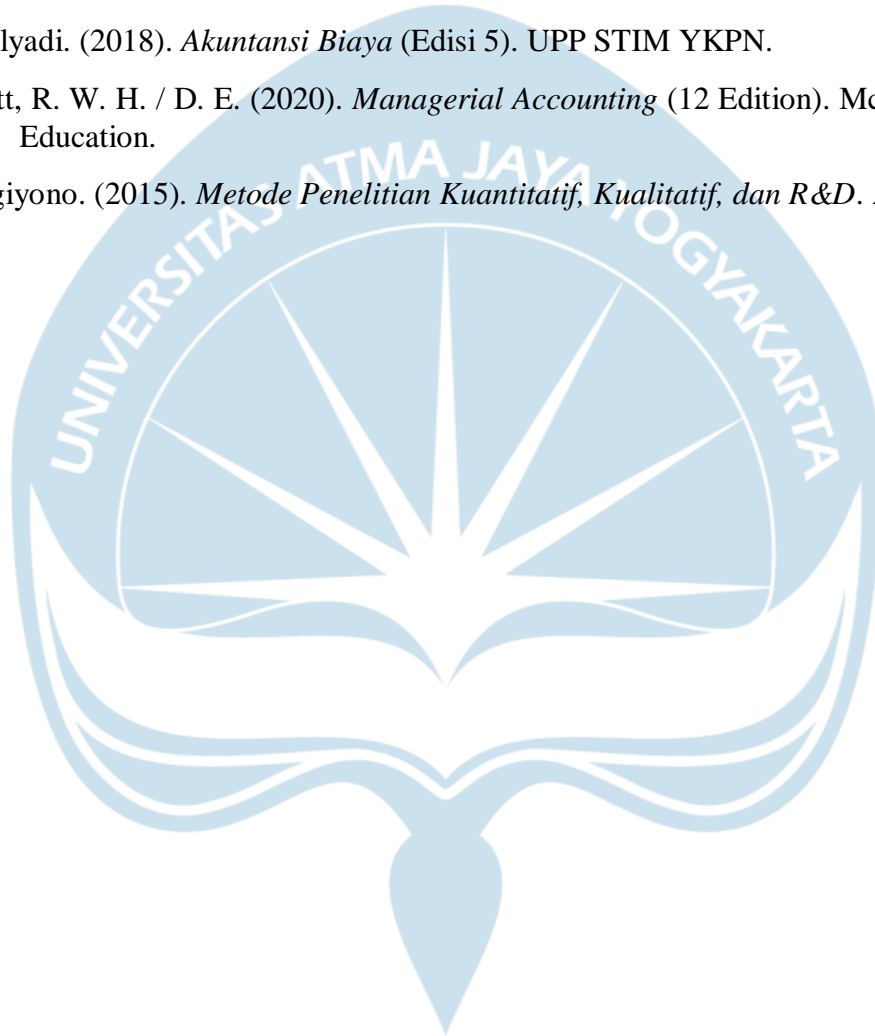 lyadi. (2018). Akuntansi Biaya (Edisi 5). UPP STIM YKPN.
tt, R. W. H. / D. E. (2020). Managerial Accounting (12 Edition). Mc
Education.
giyono. (2015). Metode Penelitian Kuantitatif, Kualitatif, dan R&D.
UNIVERSITAS ATMA JAYA YOGYAKARTA